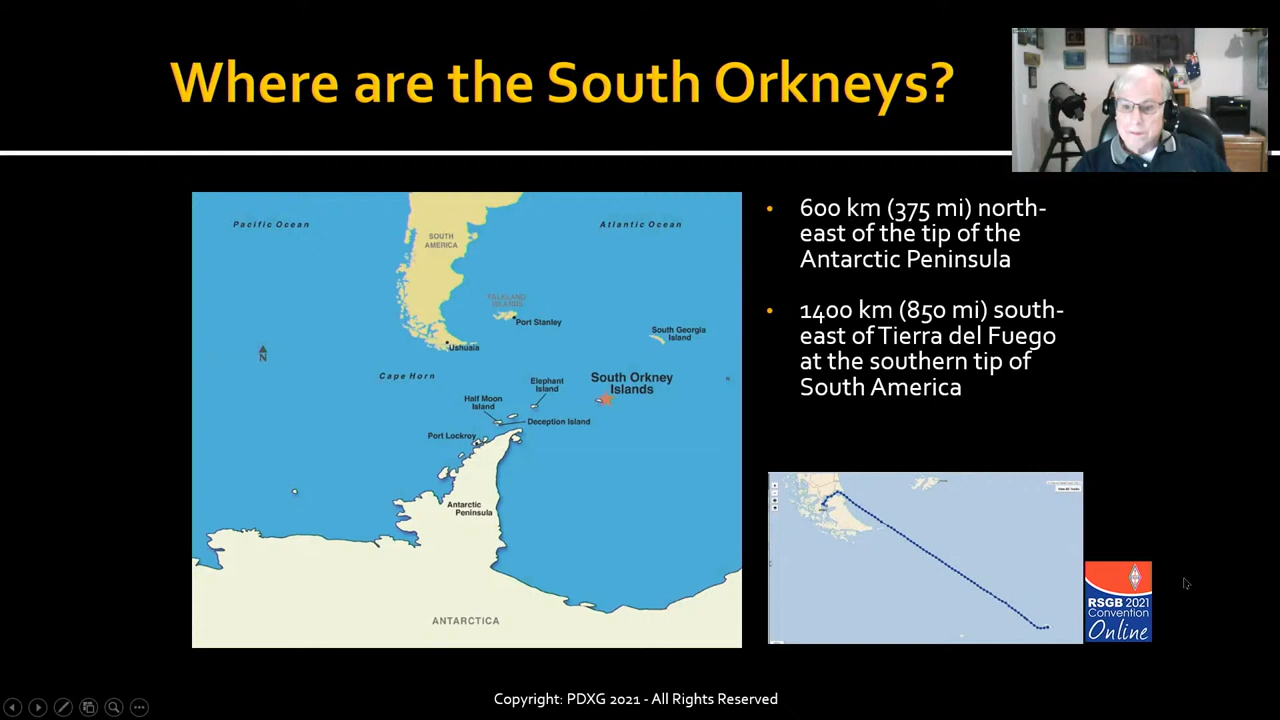 Where are the South Orkneys?
Pacific Ocean
Atlantic Ocean
SOUTH
AMERICA
FALKLAND
ISLANDS
Port Stanley
South Georgia
Island
Ushuaia
N
Cape Horn
South Orkney
Islands
Elephant
Island
Half Moon
Island
Deception Island
Port Lockroy
Antarctic
Peninsula
ANTARCTICA
• 600 km (375 mi) north-
east of the tip of the
Antarctic Peninsula
• 1400 km (850 mi) south-
east of Tierra del Fuego
at the southern tip of
South America
RSGB 2021
Convention
Online
Copyright: PDXG 2021 - All Rights Reserved